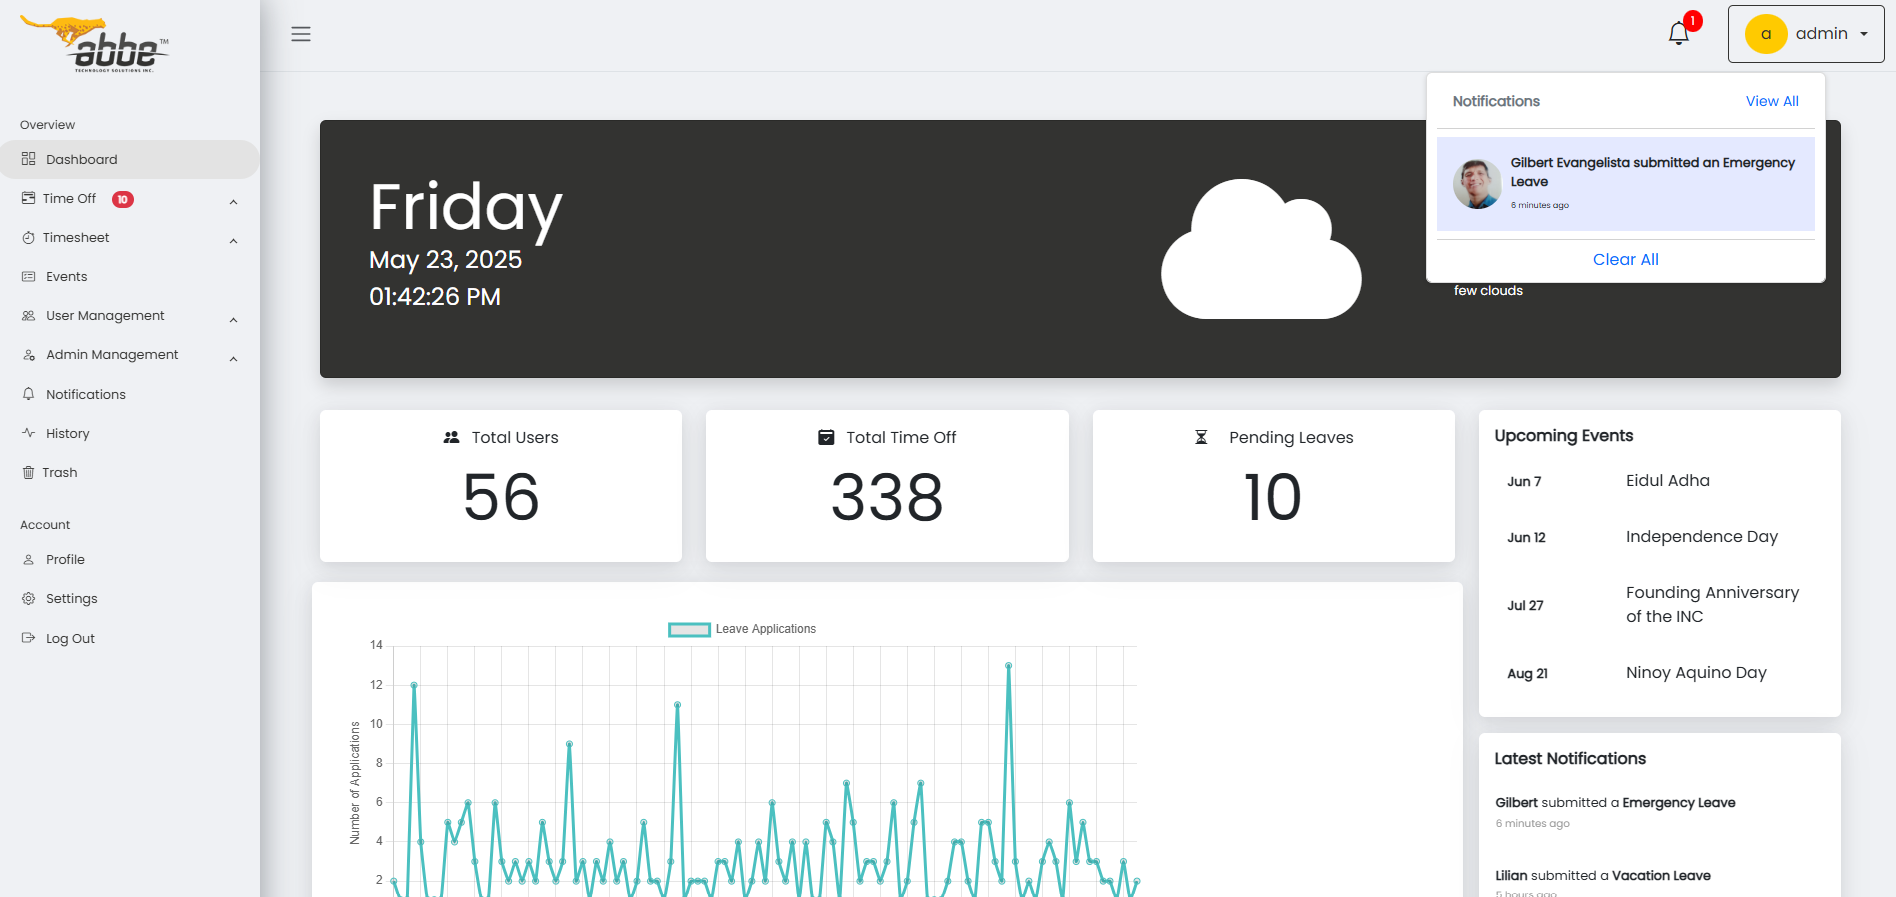 abbe™
TECHNOLOGY SOLUTIONS INC.
Overview
Dashboard
Time Off 10
Timesheet
Events
User Management
Admin Management
Notifications
History
Trash
Account
Profile
Settings
Log Out
1
a admin
Notifications View All
Gilbert Evangelista submitted an Emergency
Leave
6 minutes ago
Clear All
Friday
May 23, 2025
01:42:26 PM
few clouds
Total Users
56
Total Time Off
338
Pending Leaves
10
Upcoming Events
Jun 7 Eidul Adha
Jun 12 Independence Day
Jul 27 Founding Anniversary
of the INC
Aug 21 Ninoy Aquino Day
Leave Applications
Number of Applications
14
12
10
8
6
4
2
Latest Notifications
Gilbert submitted a Emergency Leave
6 minutes ago
Lilian submitted a Vacation Leave
5 hours ago